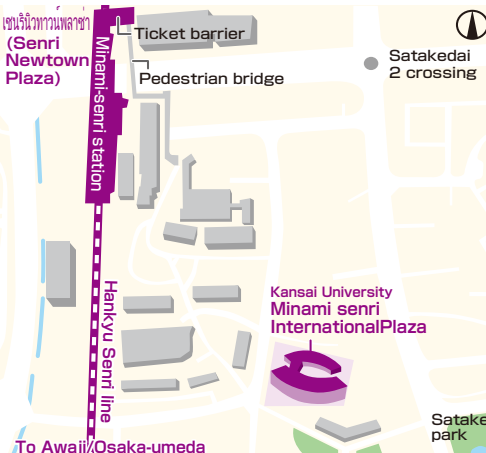 เซนรินิวทาวน์พลาซ่า
(Senri
Newtown
Plaza)
Ticket barrier
Pedestrian bridge
Minami-senri station
Satakedai
2 crossing
Kansai University
Minami senri
InternationalPlaza
Hankyu Senri line
Satake
park
To Awaji/Osaka-umeda